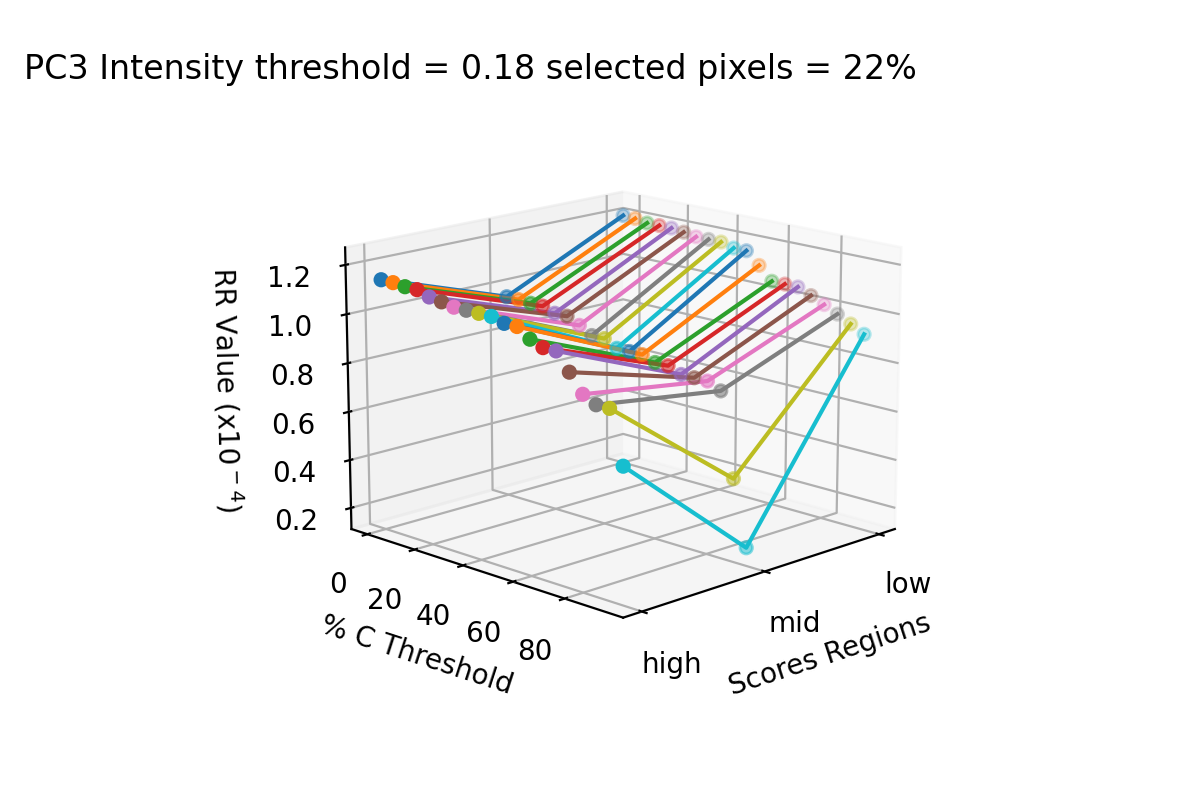 PC3 Intensity threshold = 0.18 selected pixels = 22%
RR Value (x10⁻⁴)
1.2
1.0
0.8
0.6
0.4
0.2
0
20
40
60
80
% C Threshold
high
mid
low
Scores Regions